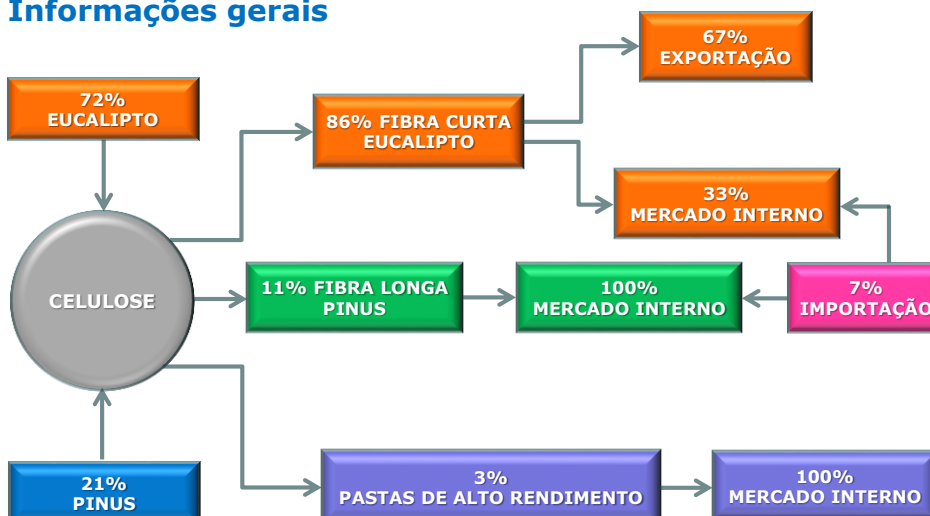 Informações gerais
67%
EXPORTAÇÃO
72%
EUCALIPTO
86% FIBRA CURTA
EUCALIPTO
33%
MERCADO INTERNO
CELULOSE
11% FIBRA LONGA
PINUS
100%
MERCADO INTERNO
7%
IMPORTAÇÃO
21%
PINUS
3%
PASTAS DE ALTO RENDIMENTO
100%
MERCADO INTERNO